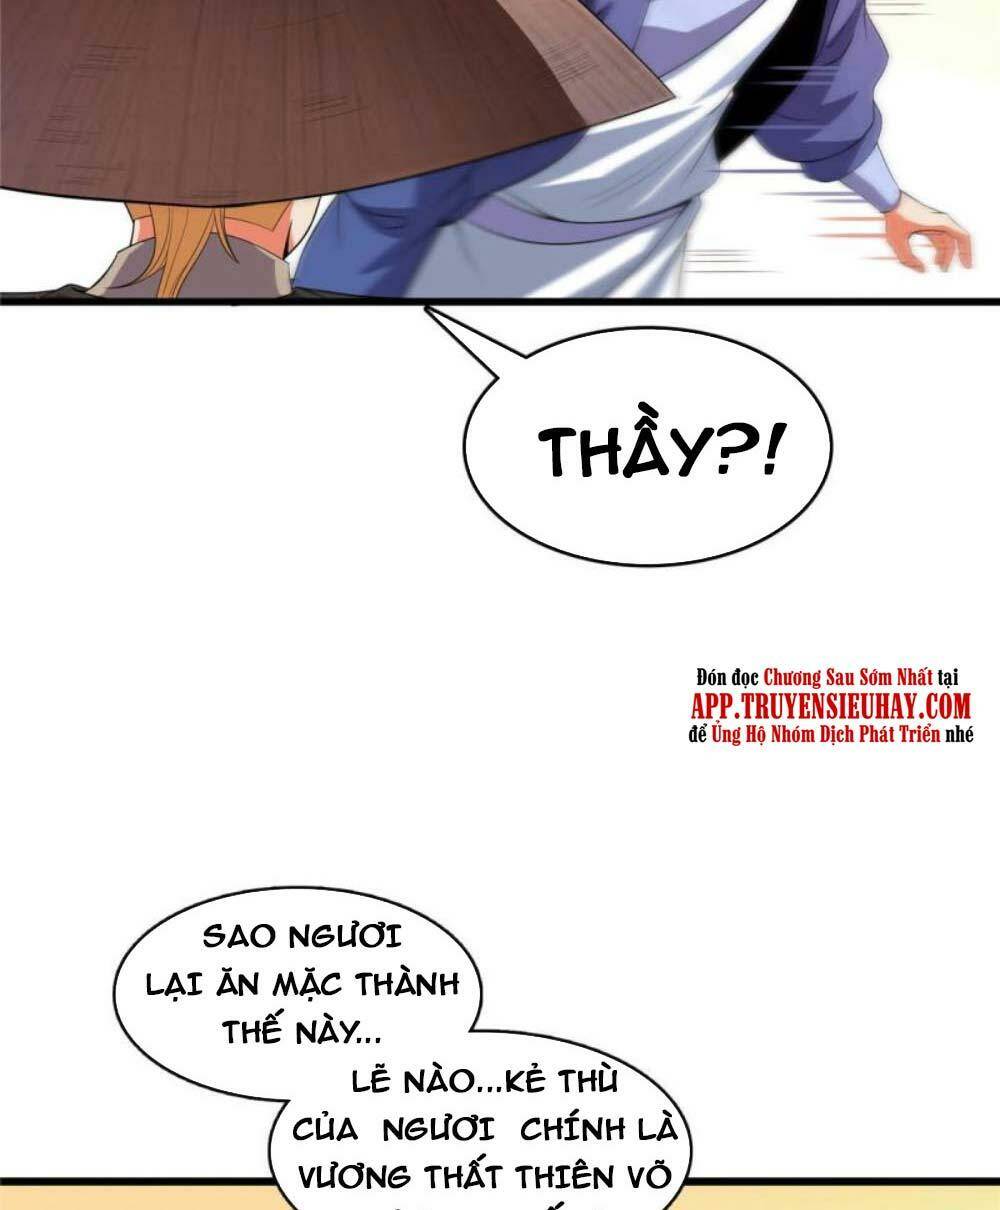 THẦY?!
Đón đọc Chương Sau Sớm Nhất tại
APP.TRUYENSIEUHAY.COM
để Ủng Hộ Nhóm Dịch Phát Triển nhé
SAO NGƯƠI
LẠI ĂN MẶC THÀNH
THẾ NÀY...
LẼ NÀO...KẺ THÙ
CỦA NGƯƠI CHÍNH LÀ
VƯƠNG THẤT THIÊN VÕ